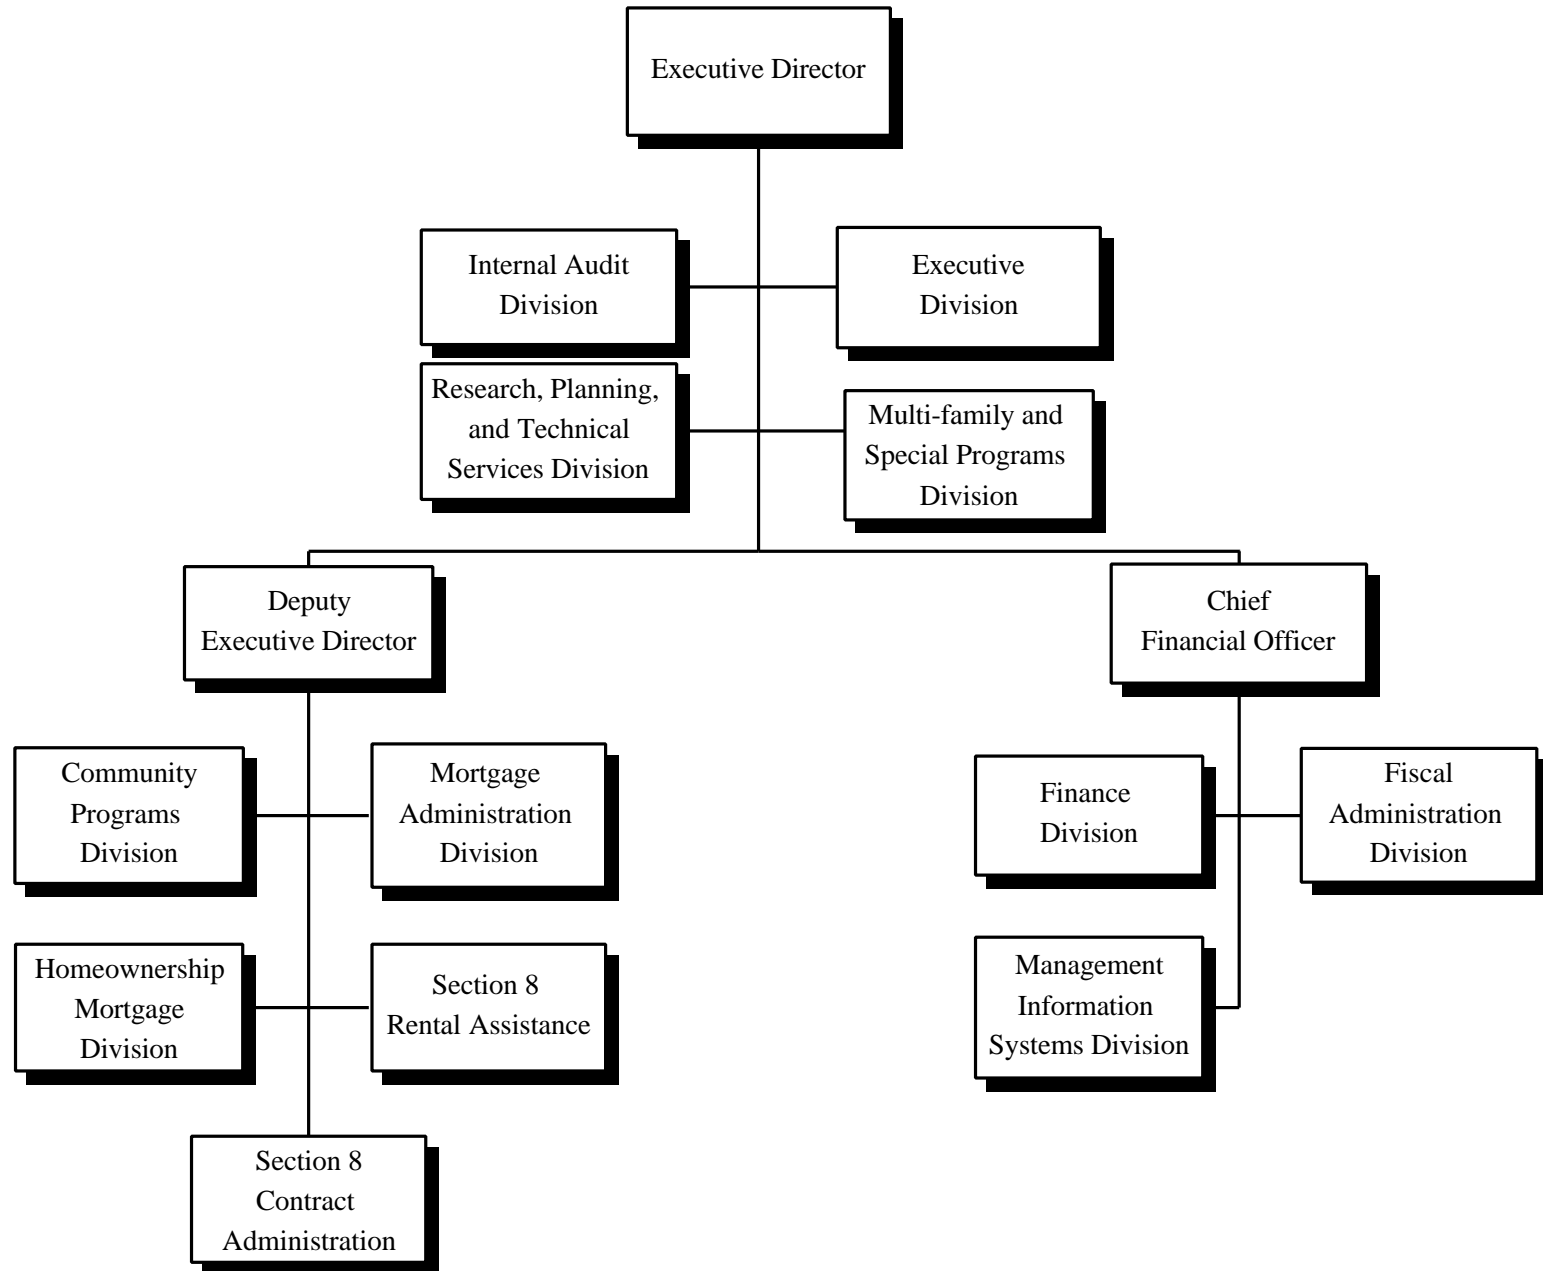 Executive Director
Internal Audit
Division
Executive
Division
Research, Planning,
and Technical
Services Division
Multi-family and
Special Programs
Division
Deputy
Executive Director
Chief
Financial Officer
Community
Programs
Division
Mortgage
Administration
Division
Finance
Division
Fiscal
Administration
Division
Homeownership
Mortgage
Division
Section 8
Rental Assistance
Management
Information
Systems Division
Section 8
Contract
Administration